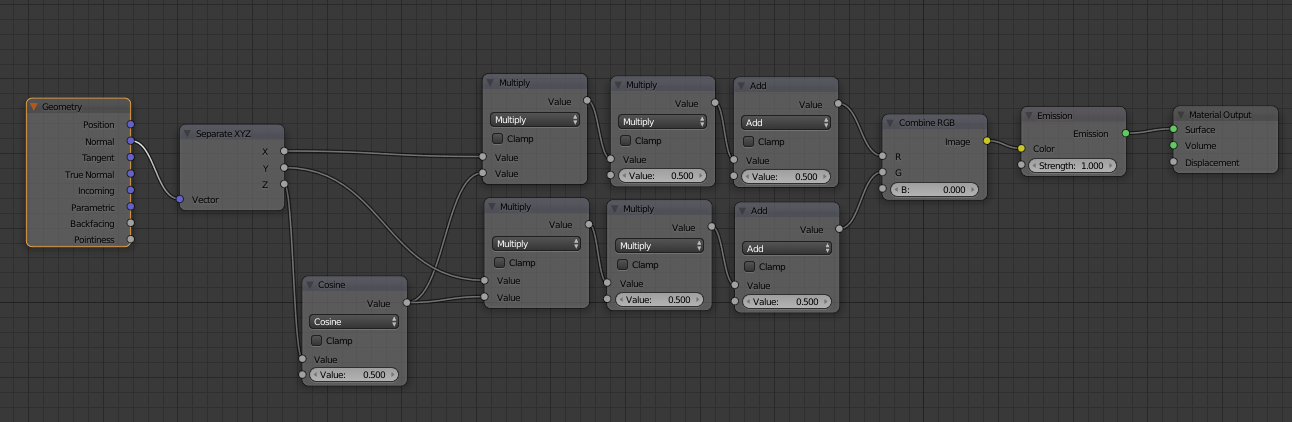 Geometry
Position
Normal
Tangent
True Normal
Incoming
Parametric
Backfacing
Pointiness
Separate XYZ
X
Y
Z
Vector
Cosine
Value
Cosine
Clamp
Value
Value: 0.500
Multiply
Value
Multiply
Clamp
Value
Value
Multiply
Value
Multiply
Clamp
Value
Value: 0.500
Add
Value
Add
Clamp
Value
Value: 0.500
Multiply
Value
Multiply
Clamp
Value
Value
Multiply
Value
Multiply
Clamp
Value
Value: 0.500
Add
Value
Add
Clamp
Value
Value: 0.500
Combine RGB
Image
R
G
B: 0.000
Emission
Emission
Color
Strength: 1.000
Material Output
Surface
Volume
Displacement